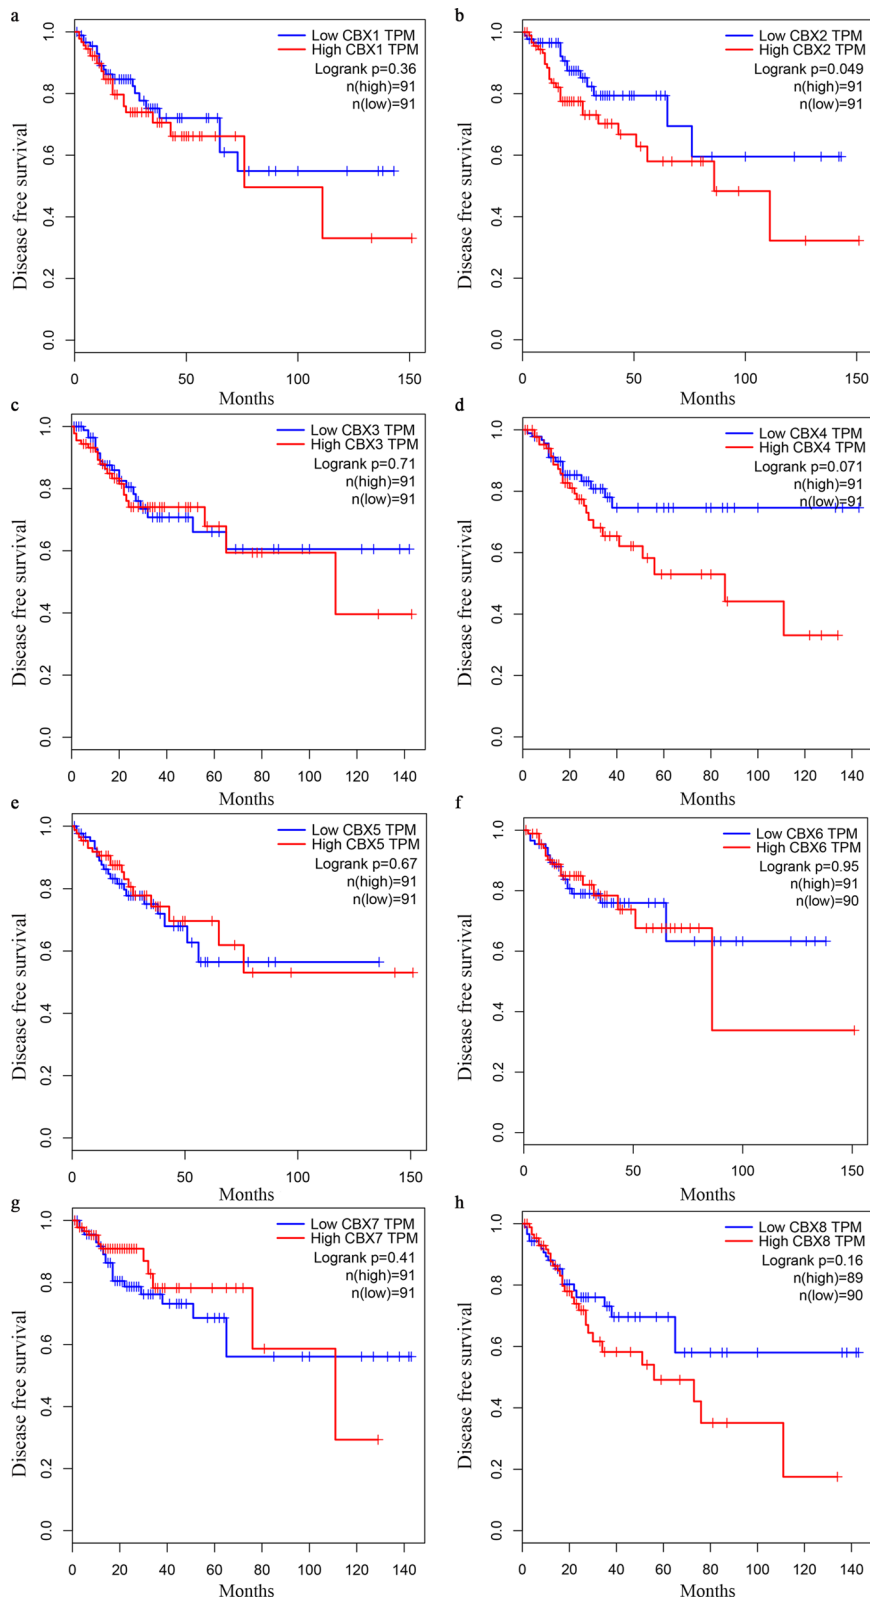 a
Disease free survival
1.0
0.8
0.6
0.4
0.2
0.0
Low CBX1 TPM
High CBX1 TPM
Logrank p=0.36
n(high)=91
n(low)=91
0 50 100 150
Months
b
Disease free survival
1.0
0.8
0.6
0.4
0.2
0.0
Low CBX2 TPM
High CBX2 TPM
Logrank p=0.049
n(high)=91
n(low)=91
0 50 100 150
Months
c
Disease free survival
1.0
0.8
0.6
0.4
0.2
0.0
Low CBX3 TPM
High CBX3 TPM
Logrank p=0.71
n(high)=91
n(low)=91
0 20 40 60 80 100 120 140
Months
d
Disease free survival
1.0
0.8
0.6
0.4
0.2
0.0
Low CBX4 TPM
High CBX4 TPM
Logrank p=0.071
n(high)=91
n(low)=91
0 20 40 60 80 100 120 140
Months
e
Disease free survival
1.0
0.8
0.6
0.4
0.2
0.0
Low CBX5 TPM
High CBX5 TPM
Logrank p=0.67
n(high)=91
n(low)=91
0 50 100 150
Months
f
Disease free survival
1.0
0.8
0.6
0.4
0.2
0.0
Low CBX6 TPM
High CBX6 TPM
Logrank p=0.95
n(high)=91
n(low)=90
0 50 100 150
Months
g
Disease free survival
1.0
0.8
0.6
0.4
0.2
0.0
Low CBX7 TPM
High CBX7 TPM
Logrank p=0.41
n(high)=91
n(low)=91
0 20 40 60 80 100 120 140
Months
h
Disease free survival
1.0
0.8
0.6
0.4
0.2
0.0
Low CBX8 TPM
High CBX8 TPM
Logrank p=0.16
n(high)=89
n(low)=90
0 20 40 60 80 100 120 140
Months